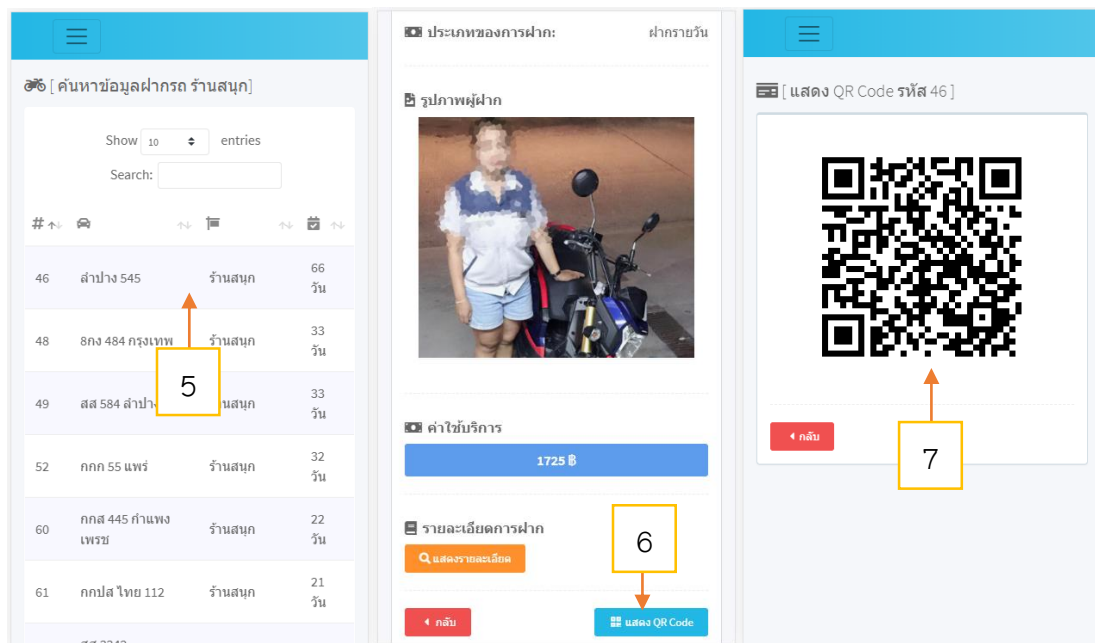 [ ค้นหาข้อมูลฝากรถ ร้านสนุก]
Show 10 entries
Search:
#
46 ลำปาง 545 ร้านสนุก 66 วัน
48 8กง 484 กรุงเทพ ร้านสนุก 33 วัน
5
49 สส 584 ลำปาง ร้านสนุก 33 วัน
52 กกก 55 แพร่ ร้านสนุก 32 วัน
60 กกส 445 กำแพง ร้านสนุก 22 วัน
เพรช
61 กกปส ไทย 112 ร้านสนุก 21 วัน
ประเภทของการฝาก: ฝากรายวัน
รูปภาพผู้ฝาก
ค่าใช้บริการ
1725 ฿
รายละเอียดการฝาก
แสดงรายละเอียด
6
กลับ แสดง QR Code
[ แสดง QR Code รหัส 46 ]
7
กลับ